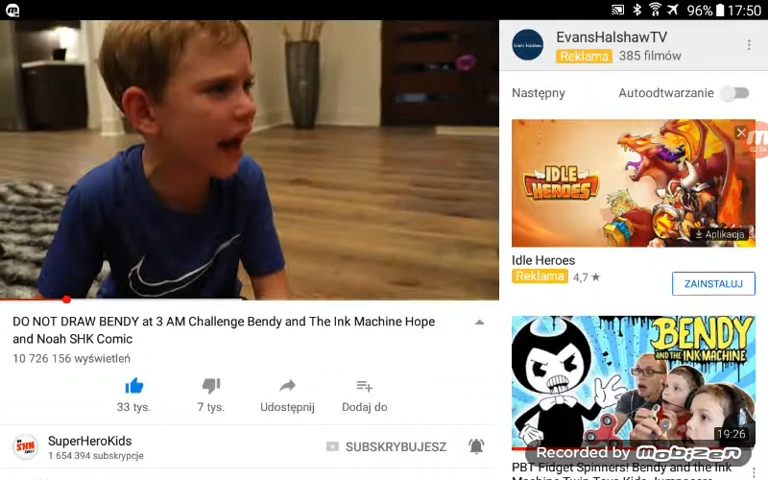 96% 17:50
EvansHalshawTV
Reklama 385 filmów
Następny Autoodtwarzanie
02:54
IDLE
HEROES
Aplikacja
Idle Heroes
Reklama 4,7 ★
ZAINSTALUJ
DO NOT DRAW BENDY at 3 AM Challenge Bendy and The Ink Machine Hope
and Noah SHK Comic
10 726 156 wyświetleń
33 tys. 7 tys. Udostępnij Dodaj do
SuperHeroKids
1 654 394 subskrypcje
SUBSKRYBUJESZ
BENDY
AND THE INK MACHINE
19:26
Recorded by mobizen
PBT Fidget Spinners! Bendy and the Ink